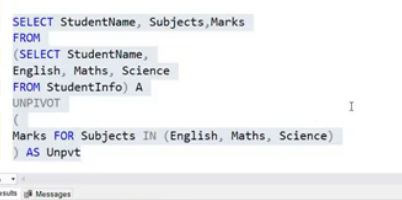 SELECT StudentName, Subjects,Marks
FROM
(SELECT StudentName,
English, Maths, Science
FROM StudentInfo) A
UNPIVOT
(
Marks FOR Subjects IN (English, Maths, Science)
) AS Unpvt
Messages